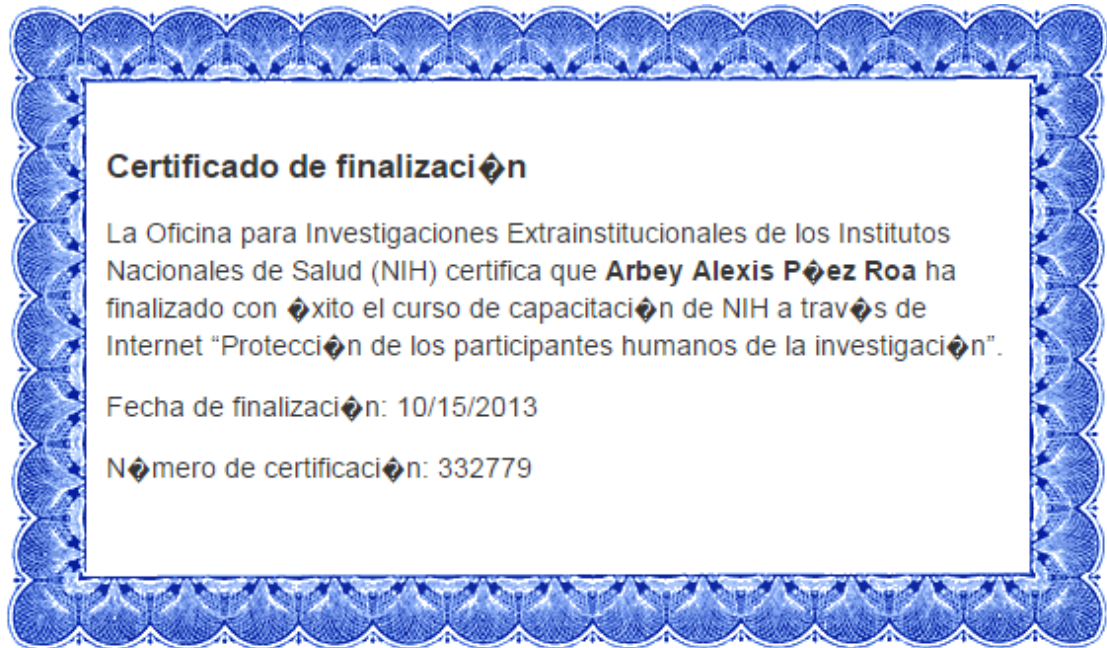 Certificado de finalizaci�n
La Oficina para Investigaciones Extrainstitucionales de los Institutos
Nacionales de Salud (NIH) certifica que Arbey Alexis P�ez Roa ha
finalizado con �xito el curso de capacitaci�n de NIH a trav�s de
Internet “Protecci�n de los participantes humanos de la investigaci�n”.
Fecha de finalizaci�n: 10/15/2013
N�mero de certificaci�n: 332779